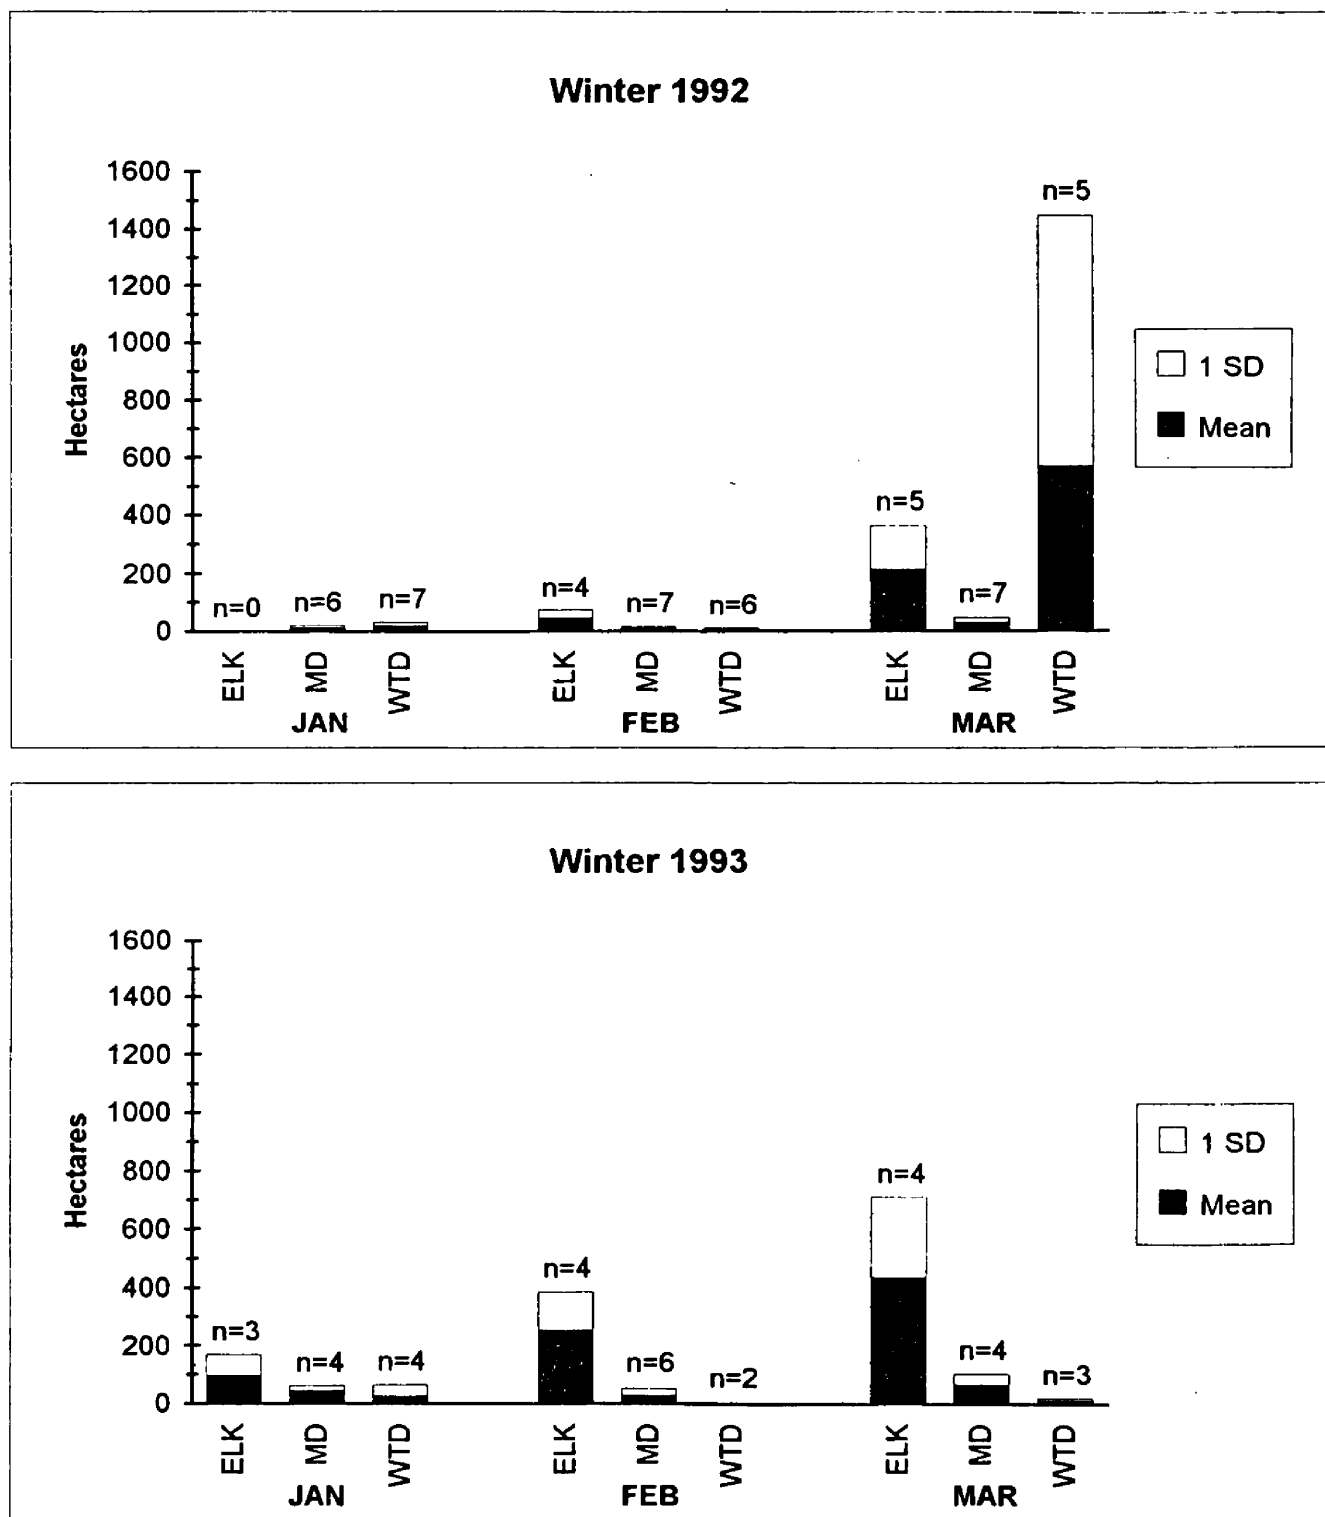 Winter 1992
1600
1400
1200
1000
800
600
400
200
0
Hectares
n=0
n=6
n=7
n=4
n=7
n=6
n=5
n=7
n=5
ELK
MD
WTD
ELK
MD
WTD
ELK
MD
WTD
JAN
FEB
MAR
1 SD
Mean
Winter 1993
1600
1400
1200
1000
800
600
400
200
0
Hectares
n=3
n=4
n=4
n=4
n=6
n=2
n=4
n=4
n=3
ELK
MD
WTD
ELK
MD
WTD
ELK
MD
WTD
JAN
FEB
MAR
1 SD
Mean